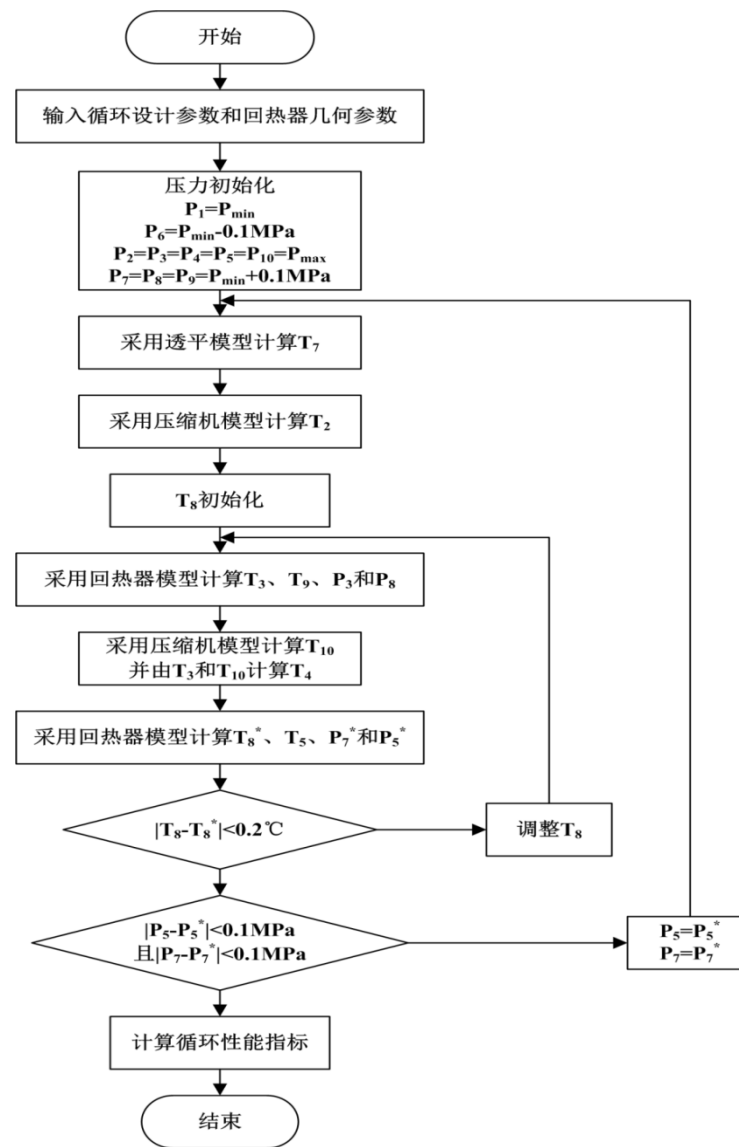 开始
输入循环设计参数和回热器几何参数
压力初始化
P₁=Pₘᵢₙ
P₆=Pₘᵢₙ-0.1MPa
P₂=P₃=P₄=P₅=P₁₀=Pₘₐₓ
P₇=P₈=P₉=Pₘᵢₙ+0.1MPa
采用透平模型计算T₇
采用压缩机模型计算T₂
T₈初始化
采用回热器模型计算T₃、T₉、P₃和P₈
采用压缩机模型计算T₁₀
并由T₃和T₁₀计算T₄
采用回热器模型计算T₈*、T₅、P₇*和P₅*
|T₈-T₈*|<0.2℃
调整T₈
|P₅-P₅*|<0.1MPa
且|P₇-P₇*|<0.1MPa
P₅=P₅*
P₇=P₇*
计算循环性能指标
结束